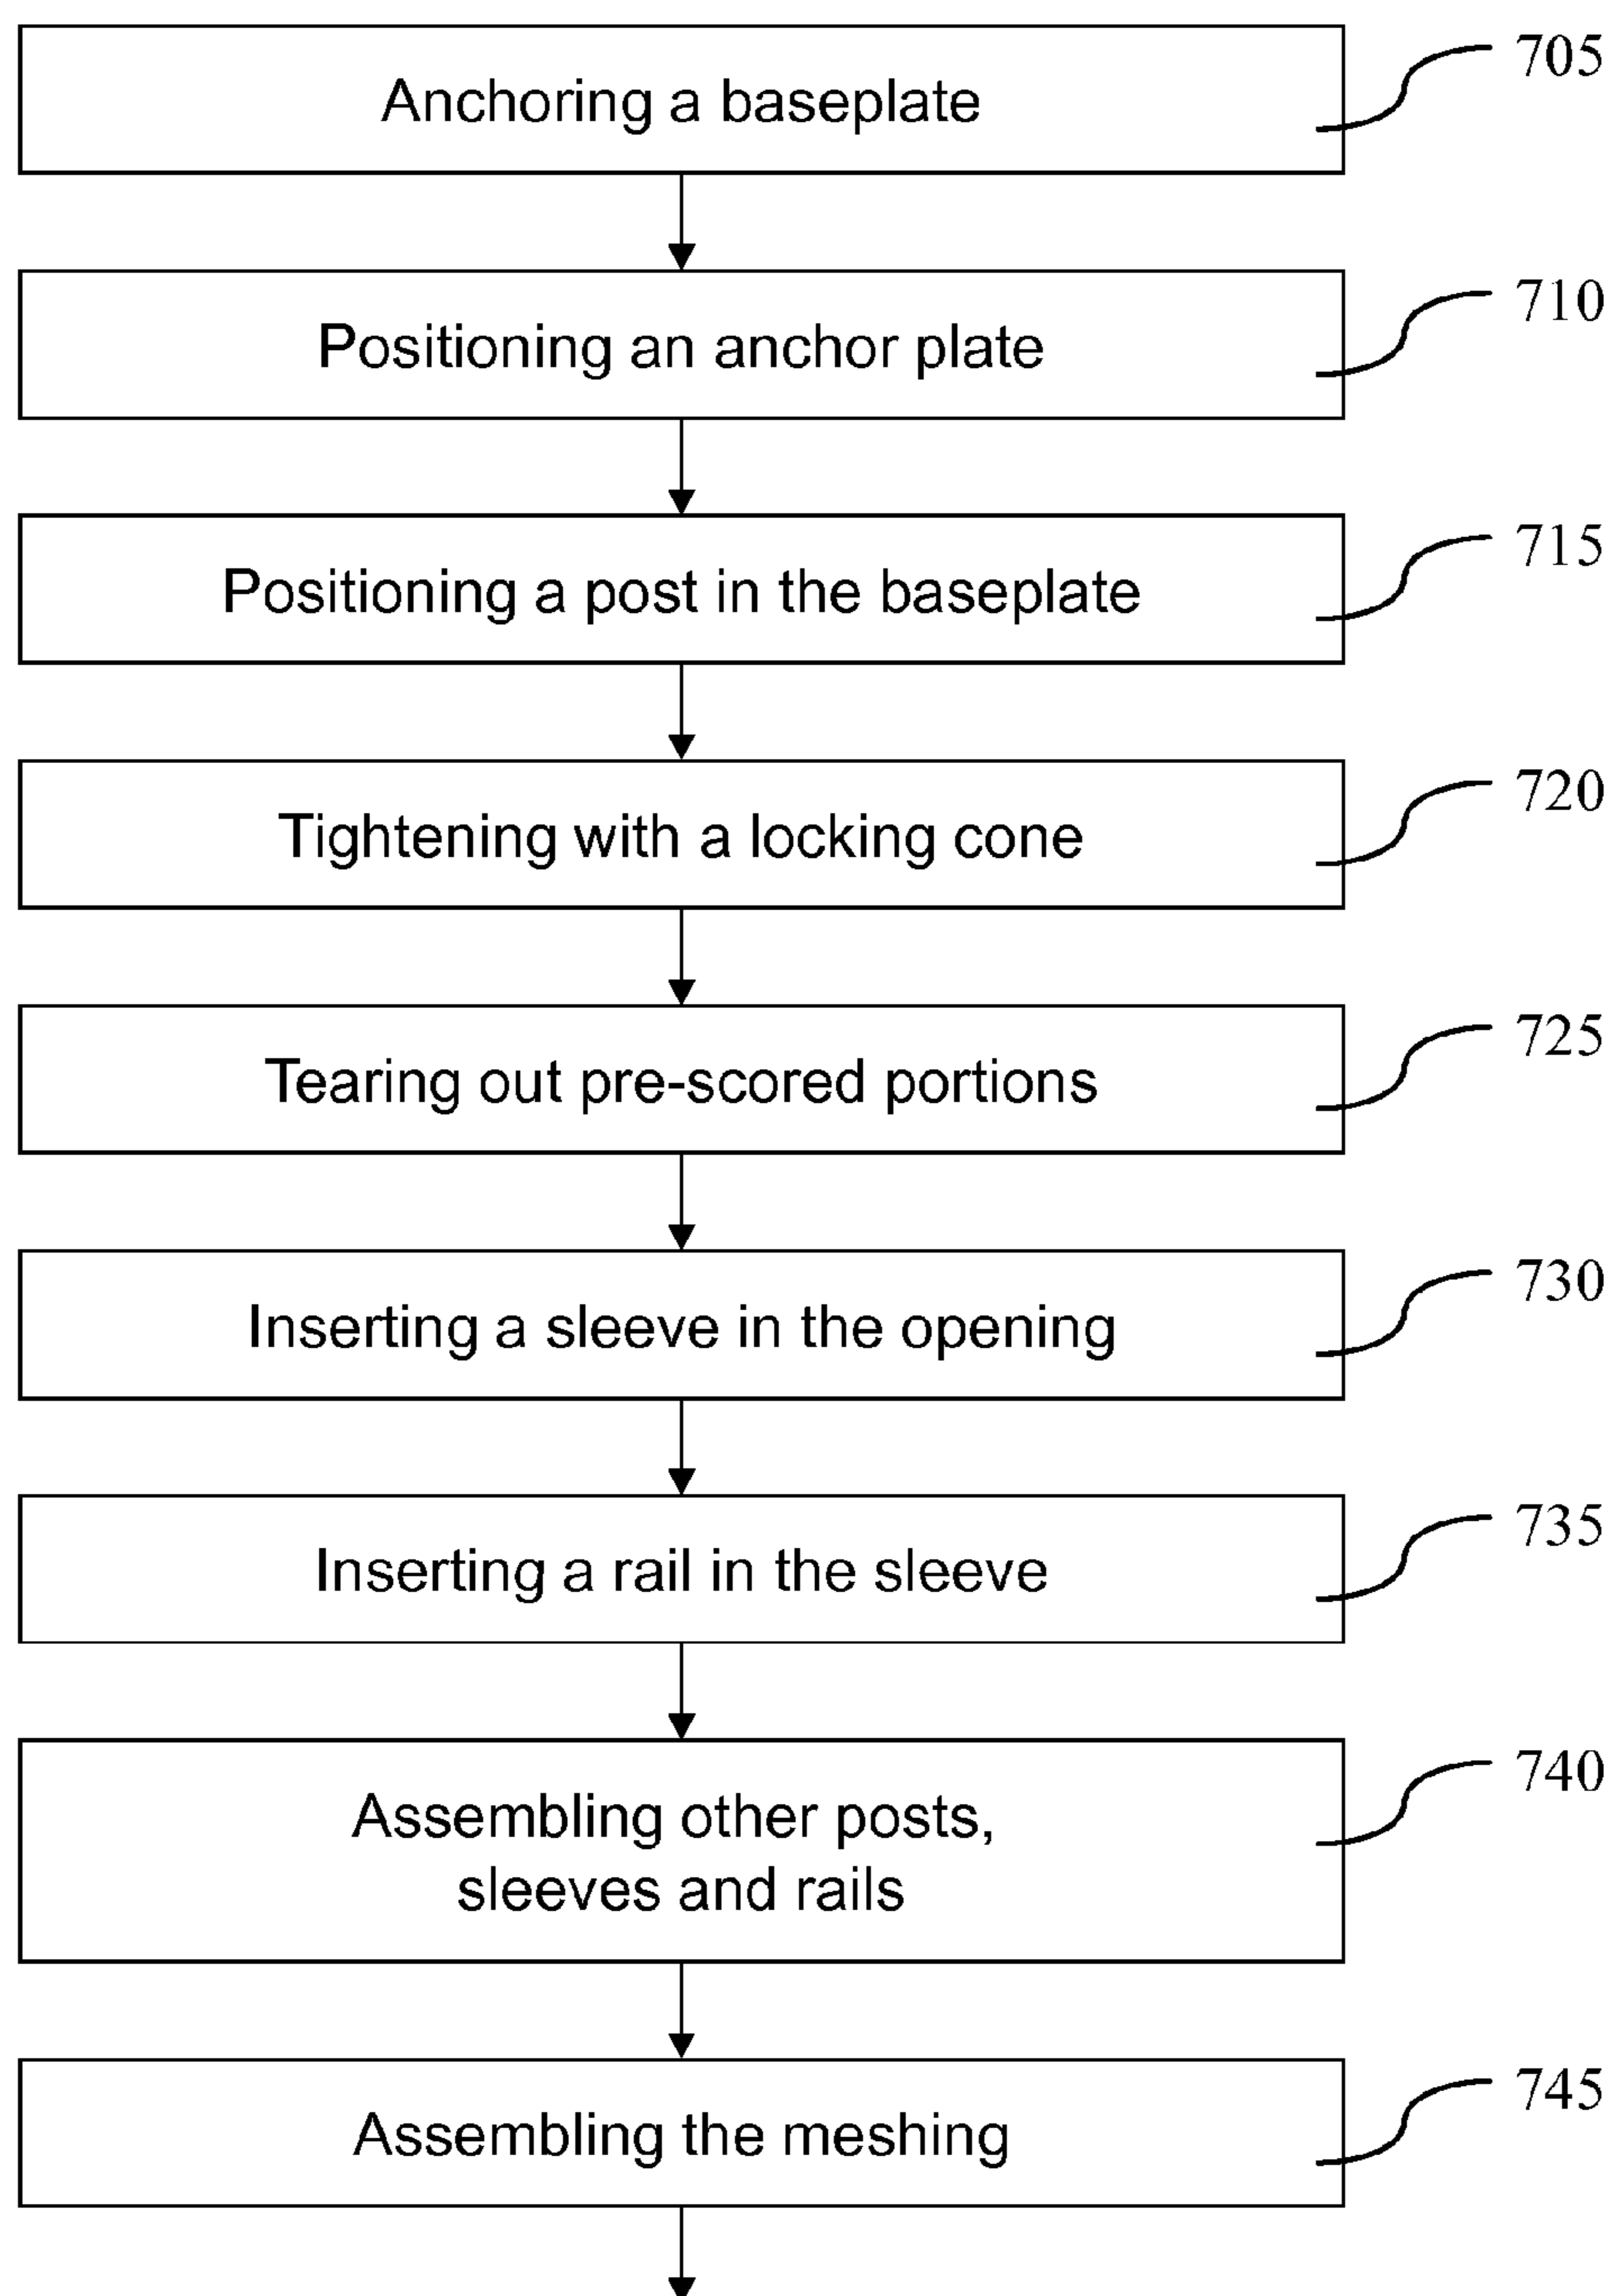 Anchoring a baseplate
705
Positioning an anchor plate
710
Positioning a post in the baseplate
715
Tightening with a locking cone
720
Tearing out pre-scored portions
725
Inserting a sleeve in the opening
730
Inserting a rail in the sleeve
735
Assembling other posts,
sleeves and rails
740
Assembling the meshing
745